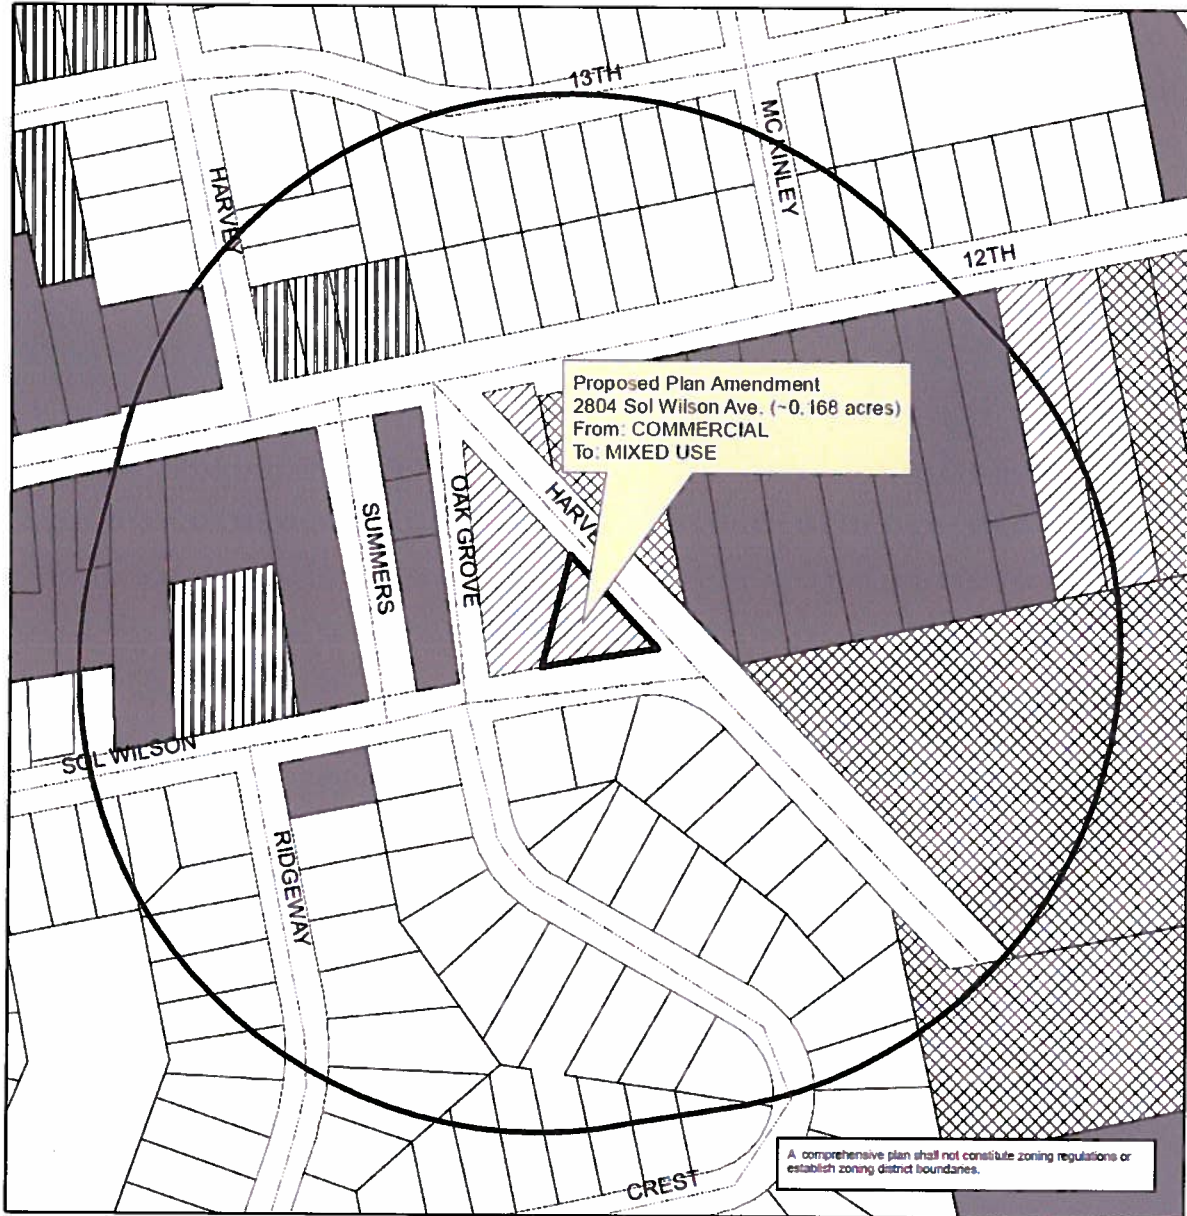 13TH
MC KINLEY
HARVEY
12TH
Proposed Plan Amendment
2804 Sol Wilson Ave. (~0.168 acres)
From: COMMERCIAL
To: MIXED USE
HARVE
OAK GROVE
SUMMERS
SOL WILSON
RIDGEWAY
CREST
A comprehensive plan shall not constitute zoning regulations or
establish zoning district boundaries.